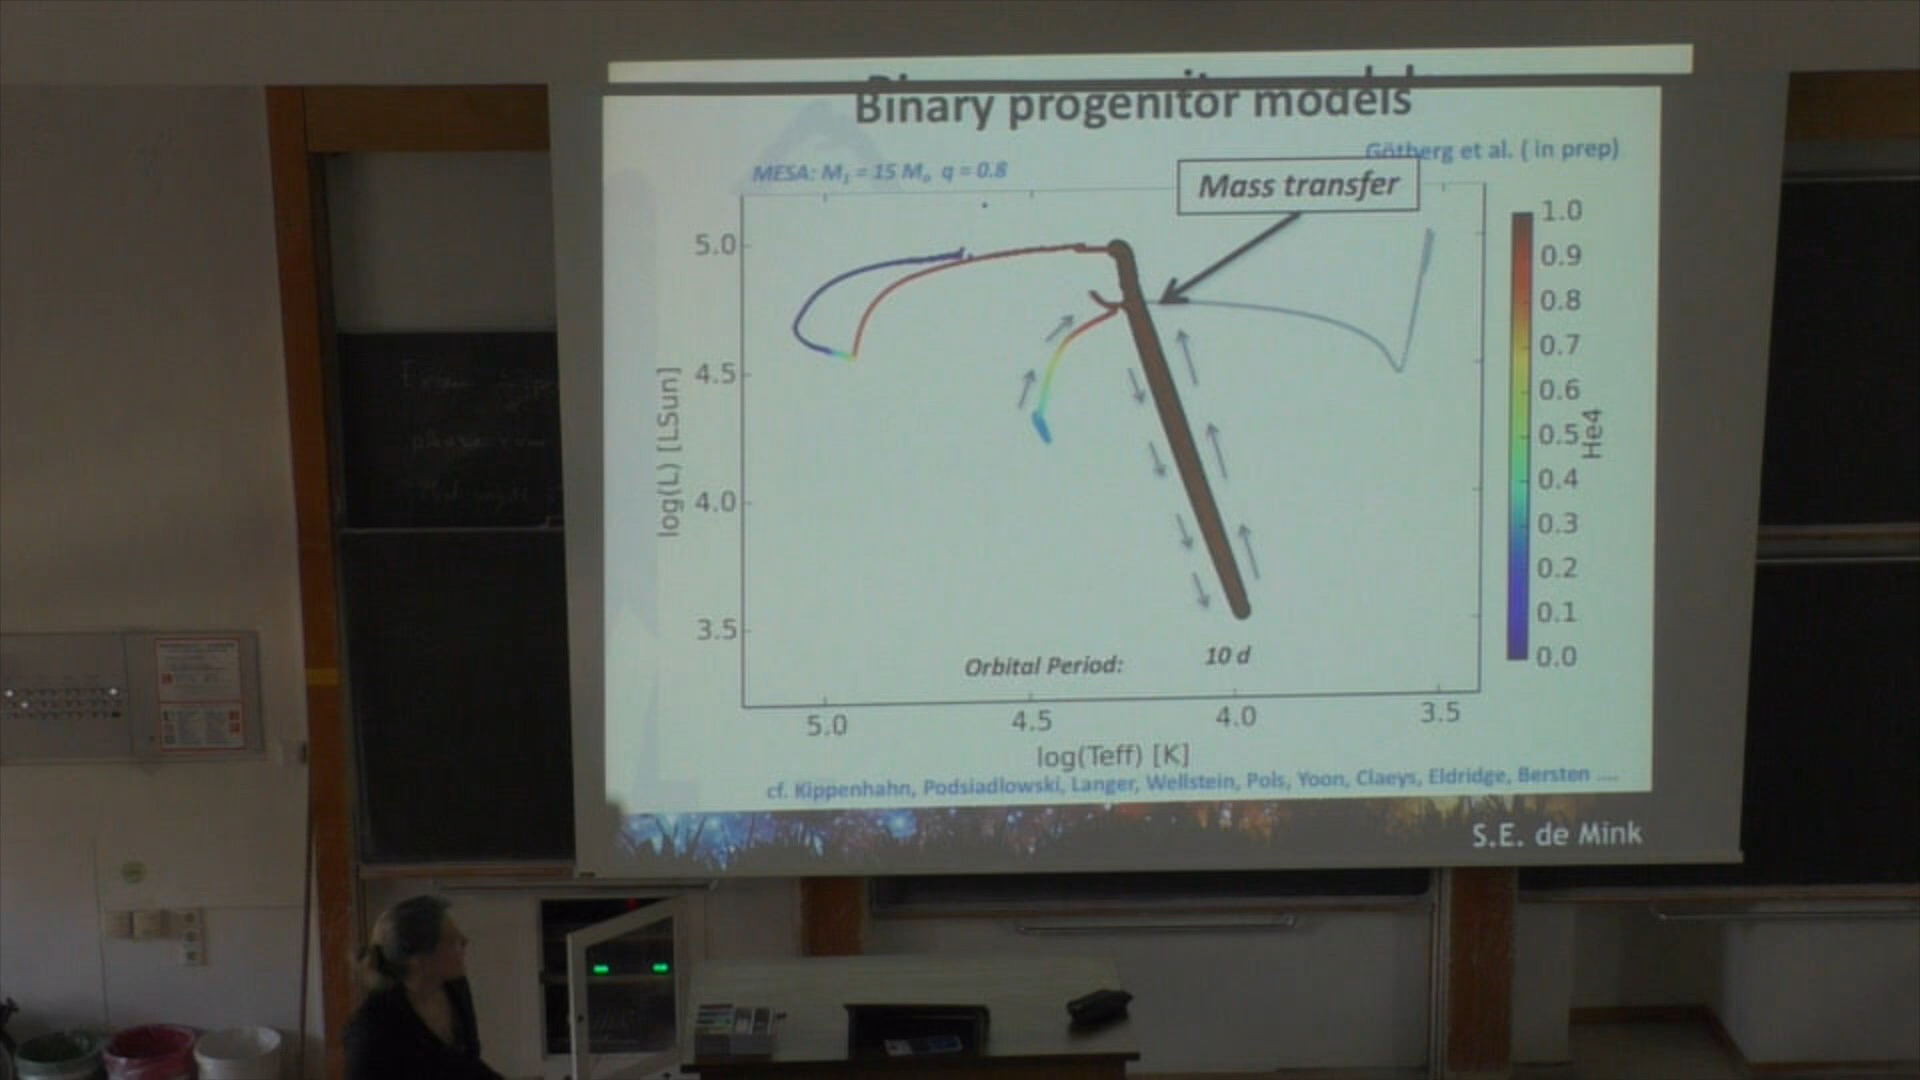 Binary progenitor models
Götberg et al. ( in prep)
MESA: M₁ = 15 M⊙ q = 0.8
Mass transfer
5.0
4.5
4.0
3.5
log(L) [LSun]
Orbital Period: 10 d
5.0 4.5 4.0 3.5
log(Teff) [K]
1.0
0.9
0.8
0.7
0.6
0.5
0.4
0.3
0.2
0.1
0.0
He4
cf. Kippenhahn, Podsiadlowski, Langer, Wellstein, Pols, Yoon, Claeys, Eldridge, Bersten ....
S.E. de Mink